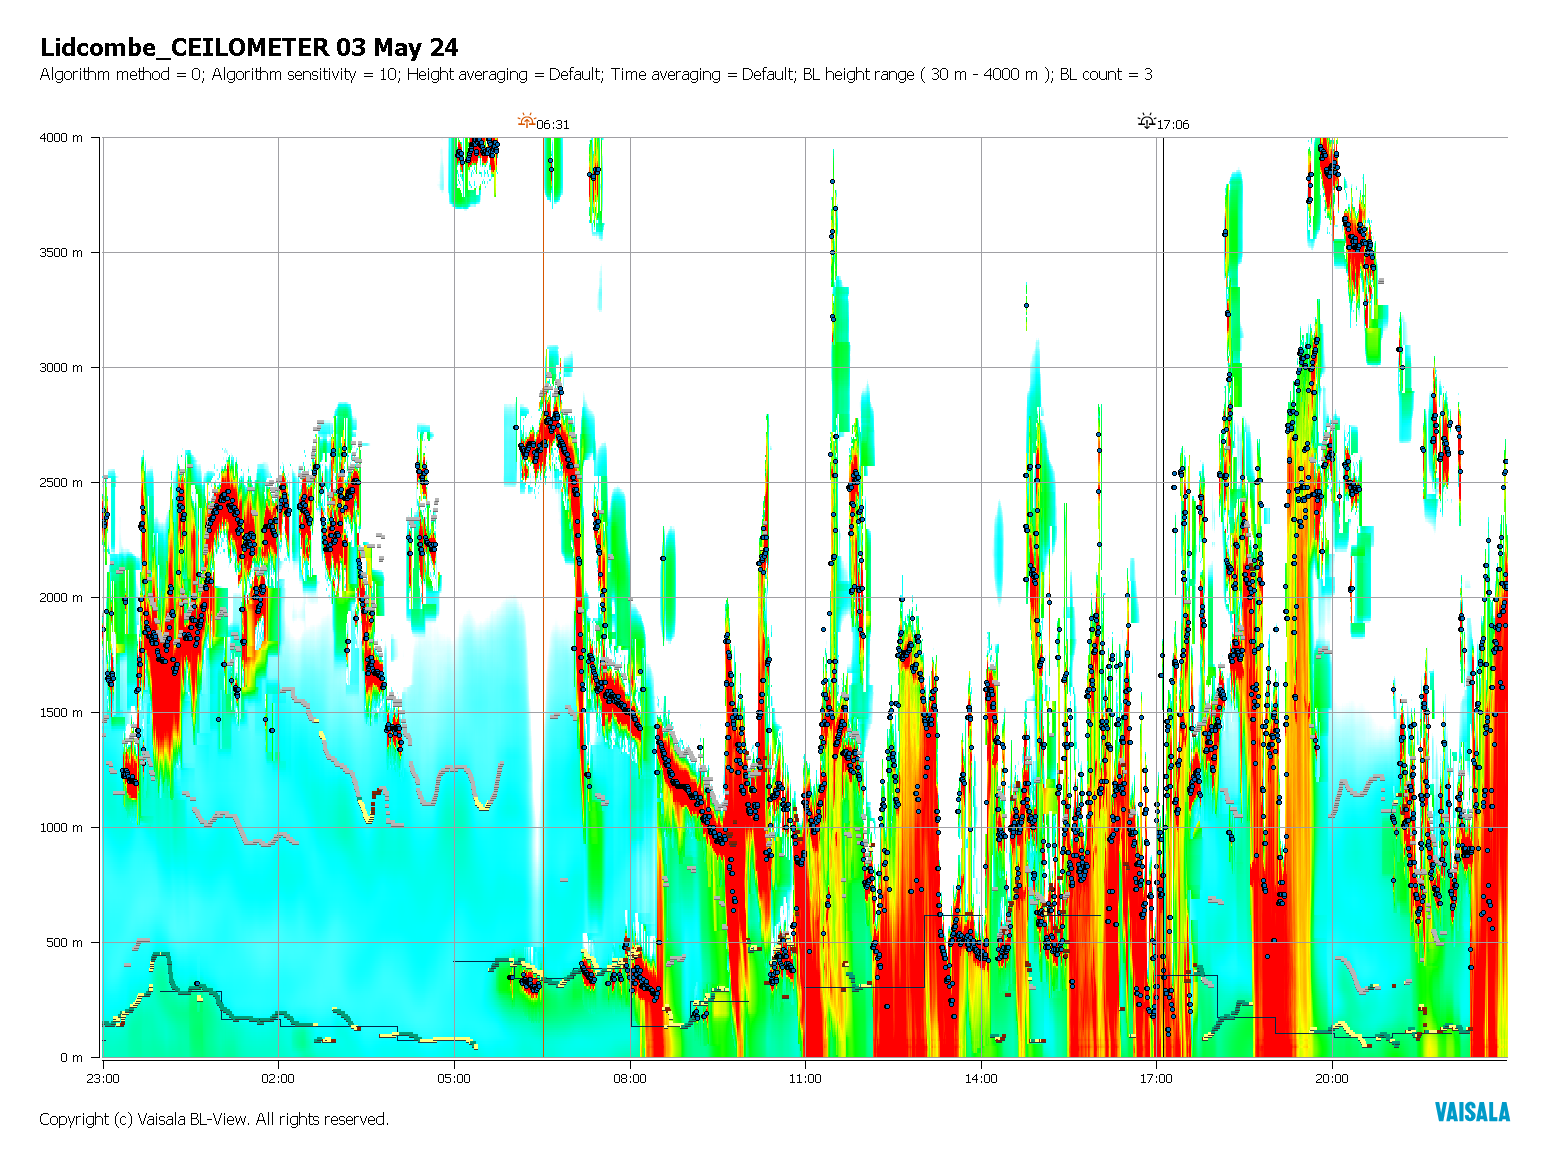 Lidcombe_CEILOMETER 03 May 24
Algorithm method = 0; Algorithm sensitivity = 10; Height averaging = Default; Time averaging = Default; BL height range ( 30 m - 4000 m ); BL count = 3
06:31
17:06
4000 m
3500 m
3000 m
2500 m
2000 m
1500 m
1000 m
500 m
0 m
23:00
02:00
05:00
08:00
11:00
14:00
17:00
20:00
Copyright (c) Vaisala BL-View. All rights reserved.
VAISALA